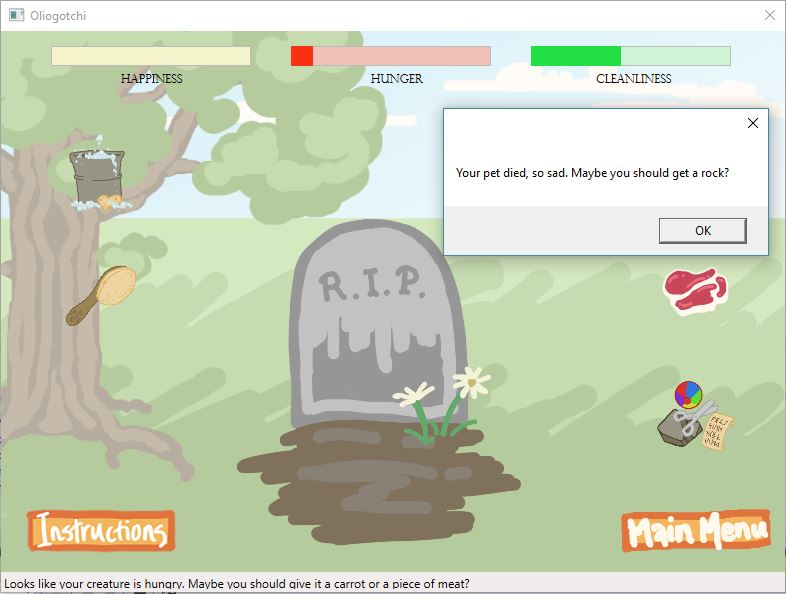 Oliogotchi
HAPPINESS
HUNGER
CLEANLINESS
Your pet died, so sad. Maybe you should get a rock?
OK
R.I.P.
Instructions
Main Menu
Looks like your creature is hungry. Maybe you should give it a carrot or a piece of meat?